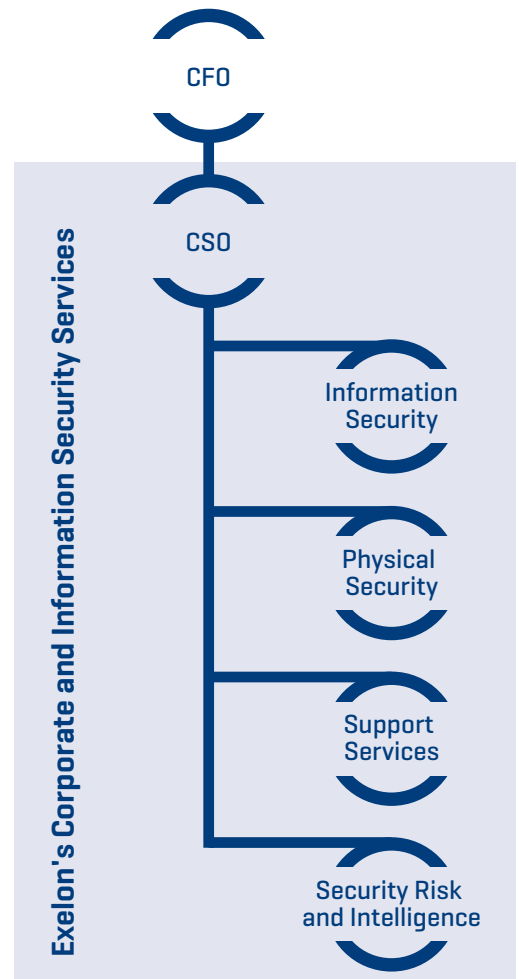 CFO
CSO
Exelon's Corporate and Information Security Services
Information
Security
Physical
Security
Support
Services
Security Risk
and Intelligence